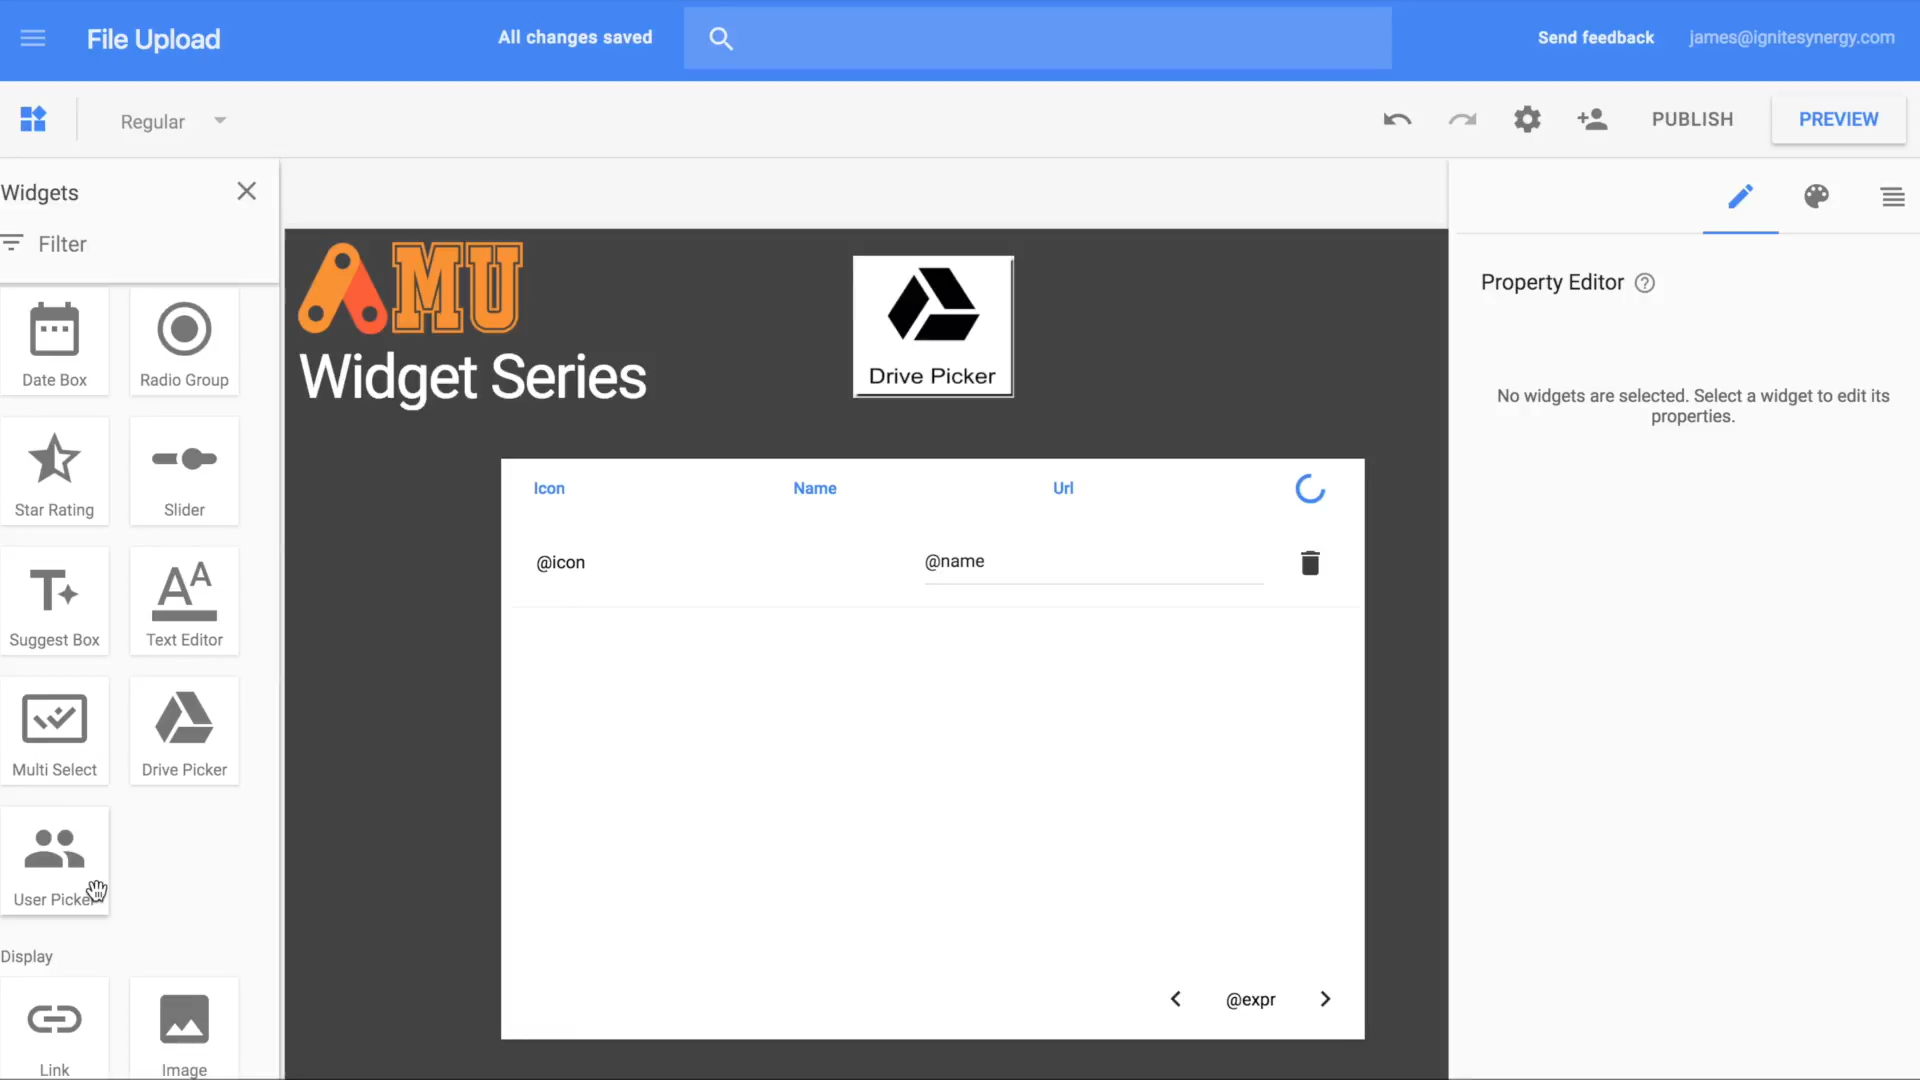 File Upload
All changes saved
Send feedback
james@ignitesynergy.com
Regular
PUBLISH
PREVIEW
Widgets
Filter
Date Box
Radio Group
Star Rating
Slider
Suggest Box
Text Editor
Multi Select
Drive Picker
User Picker
Display
Link
Image
MU
Widget Series
Drive Picker
Icon
Name
Url
@icon
@name
@expr
Property Editor
No widgets are selected. Select a widget to edit its
properties.